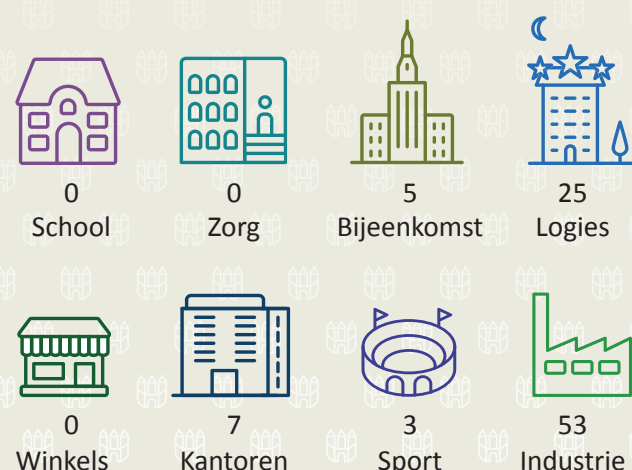 0
School
0
Zorg
5
Bijeenkomst
25
Logies
0
Winkels
7
Kantoren
3
Sport
53
Industrie